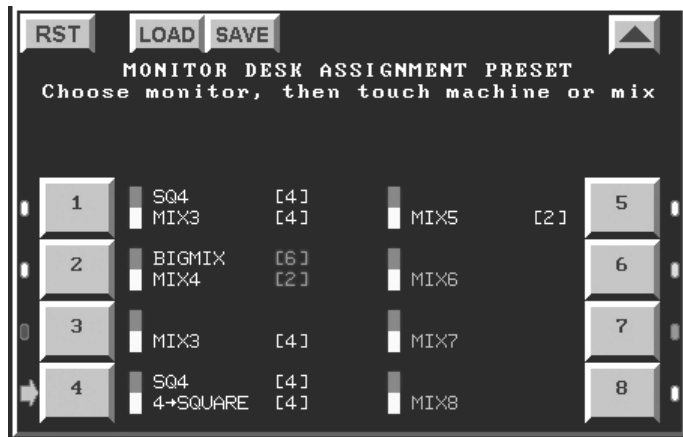 RST LOAD SAVE
MONITOR DESK ASSIGNMENT PRESET
Choose monitor, then touch machine or mix
1 SQ4 [4] 5
MIX3 [4] MIX5 [2]
2 BIGMIX [6] 6
MIX4 [2] MIX6
3 7
MIX3 [4] MIX7
4 SQ4 [4] 8
4→SQUARE [4] MIX8